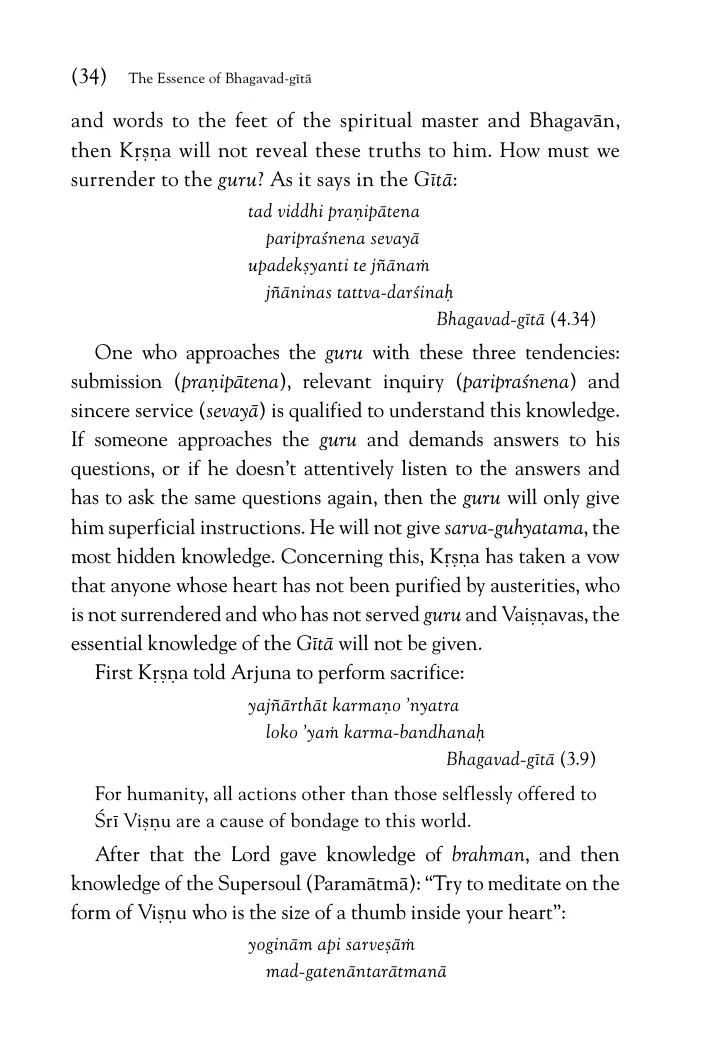 (34) The Essence of Bhagavad-gītā
and words to the feet of the spiritual master and Bhagavān,
then Kṛṣṇa will not reveal these truths to him. How must we
surrender to the guru? As it says in the Gītā:
tad viddhi praṇipātena
paripraśnena sevayā
upadekṣyanti te jñānaṁ
jñāninas tattva-darśinaḥ
Bhagavad-gītā (4.34)
One who approaches the guru with these three tendencies:
submission (praṇipātena), relevant inquiry (paripraśnena) and
sincere service (sevayā) is qualified to understand this knowledge.
If someone approaches the guru and demands answers to his
questions, or if he doesn’t attentively listen to the answers and
has to ask the same questions again, then the guru will only give
him superficial instructions. He will not give sarva-guhyatama, the
most hidden knowledge. Concerning this, Kṛṣṇa has taken a vow
that anyone whose heart has not been purified by austerities, who
is not surrendered and who has not served guru and Vaiṣṇavas, the
essential knowledge of the Gītā will not be given.
First Kṛṣṇa told Arjuna to perform sacrifice:
yajñārthāt karmaṇo ’nyatra
loko ’yaṁ karma-bandhanaḥ
Bhagavad-gītā (3.9)
For humanity, all actions other than those selflessly offered to
Śrī Viṣṇu are a cause of bondage to this world.
After that the Lord gave knowledge of brahman, and then
knowledge of the Supersoul (Paramātmā): “Try to meditate on the
form of Viṣṇu who is the size of a thumb inside your heart”:
yoginām api sarveṣāṁ
mad-gatenāntarātmanā